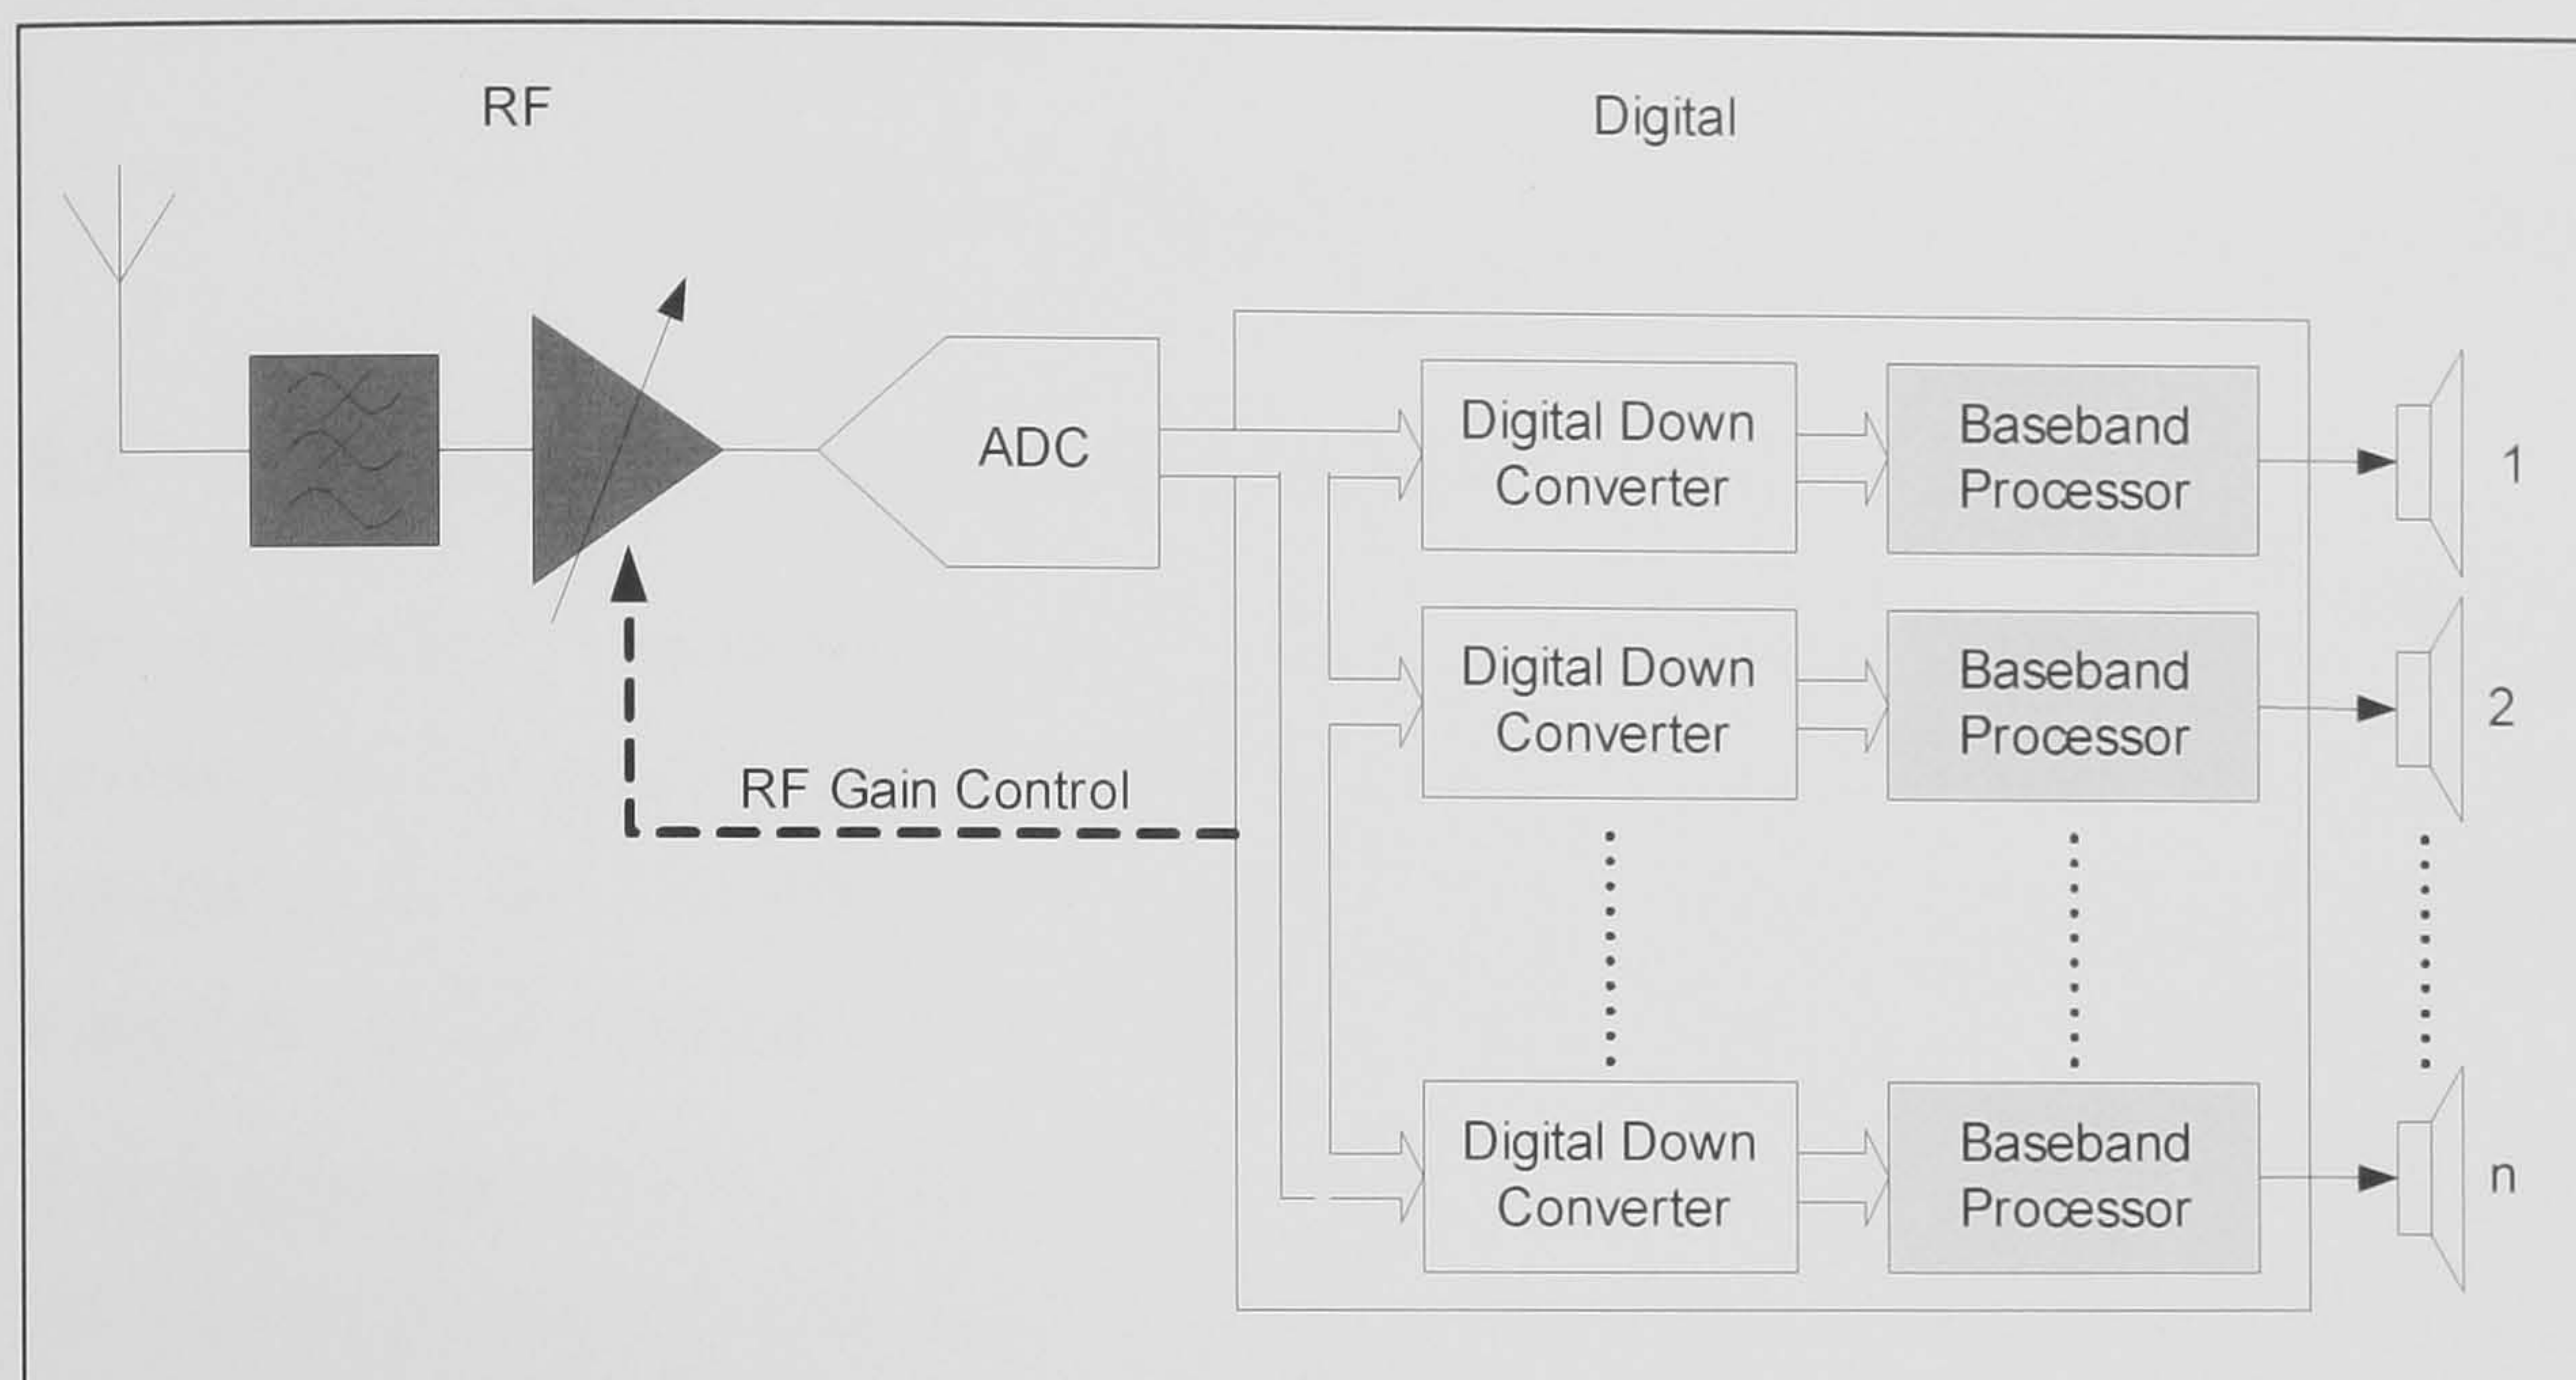 RF
Digital
ADC
Digital Down
Converter
Baseband
Processor
1
Digital Down
Converter
Baseband
Processor
2
RF Gain Control
Digital Down
Converter
Baseband
Processor
n